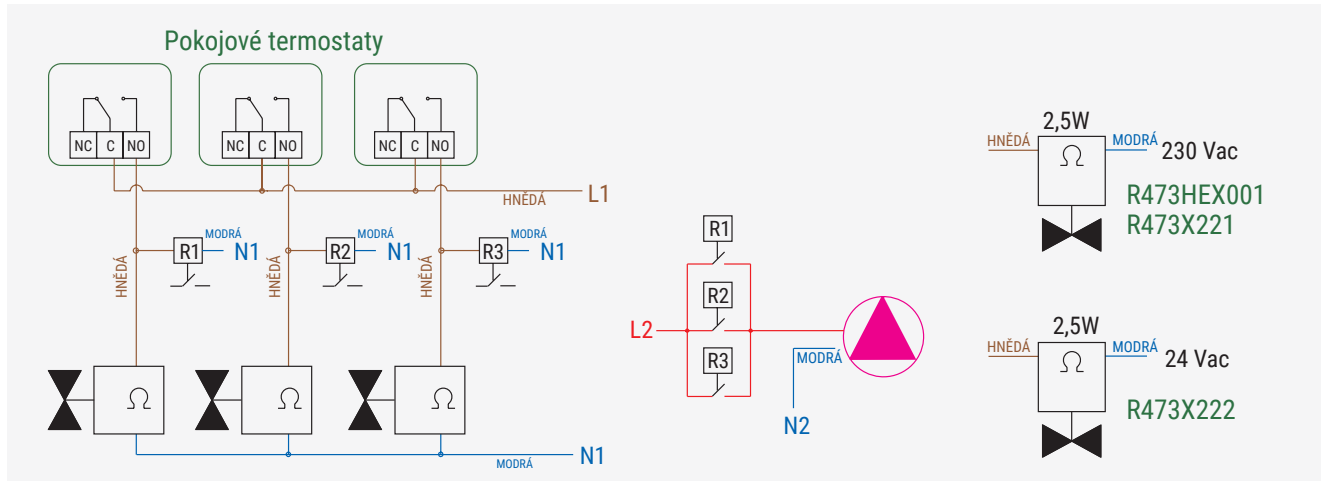 Pokojové termostaty
NC C NO
NC C NO
NC C NO
HNĚDÁ
L1
R1
MODRÁ
N1
R2
MODRÁ
N1
R3
MODRÁ
N1
HNĚDÁ
HNĚDÁ
HNĚDÁ
Ω
Ω
Ω
MODRÁ
N1
R1
R2
R3
L2
MODRÁ
N2
2,5W
HNĚDÁ
Ω
MODRÁ
230 Vac
R473HEX001
R473X221
2,5W
HNĚDÁ
Ω
MODRÁ
24 Vac
R473X222